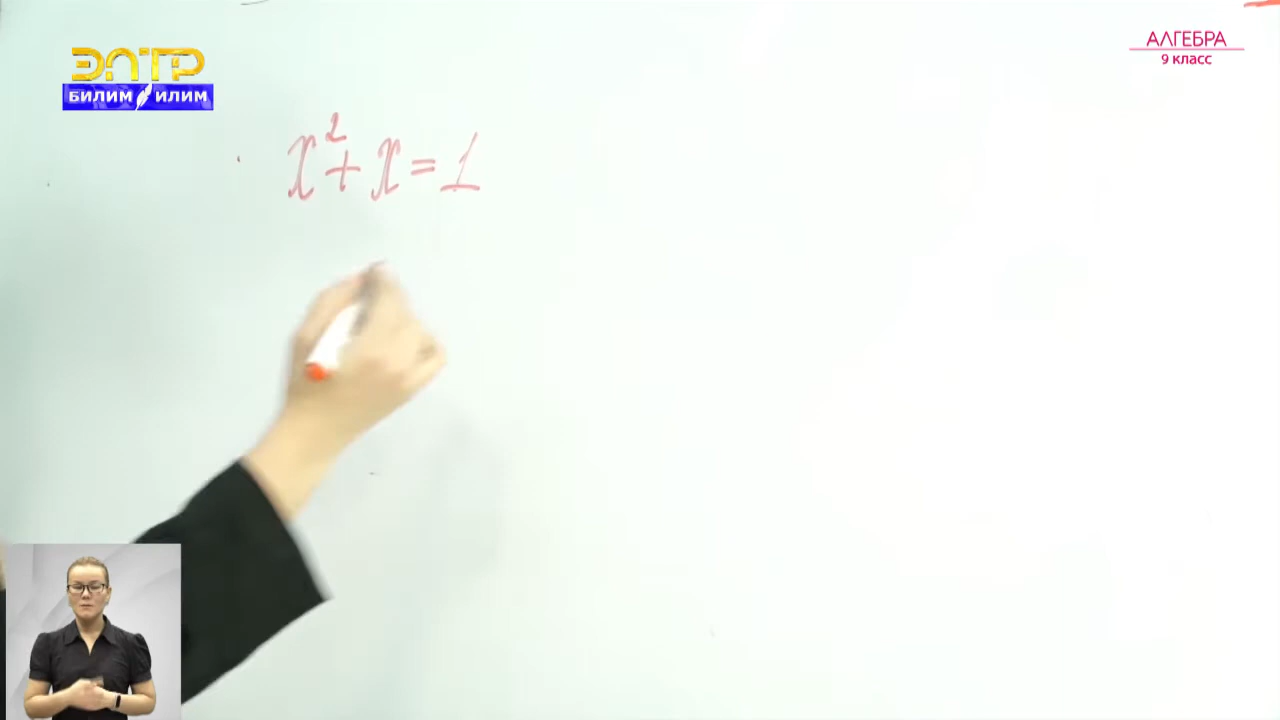 ЭЛТР
БИЛИМ ИЛИМ
АЛГЕБРА
9 класс
x² + x = 1